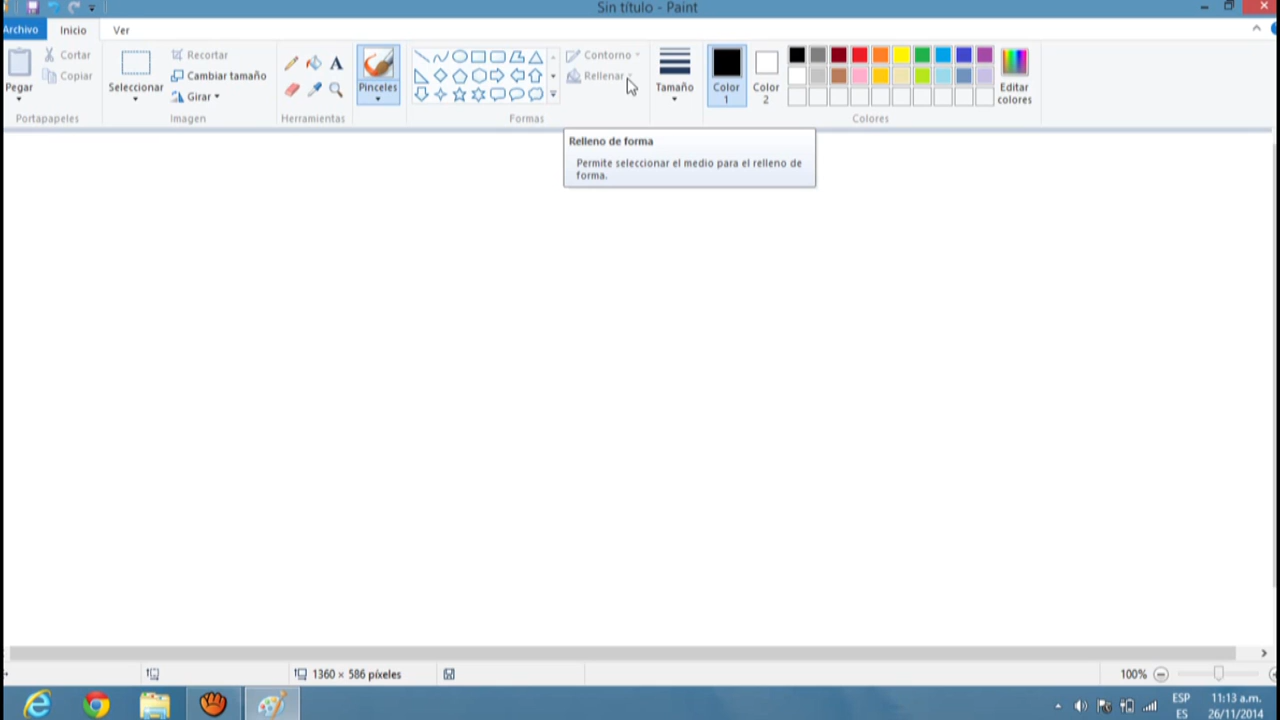 Sin título - Paint
Archivo Inicio Ver
Pegar
Cortar
Copiar
Portapapeles
Seleccionar
Recortar
Cambiar tamaño
Girar
Imagen
A
Herramientas
Pinceles
Formas
Contorno
Rellenar
Tamaño
Color 1
Color 2
Editar colores
Colores
Relleno de forma
Permite seleccionar el medio para el relleno de
forma.
1360 × 586 píxeles
100%
ESP
ES
11:13 a.m.
26/11/2014